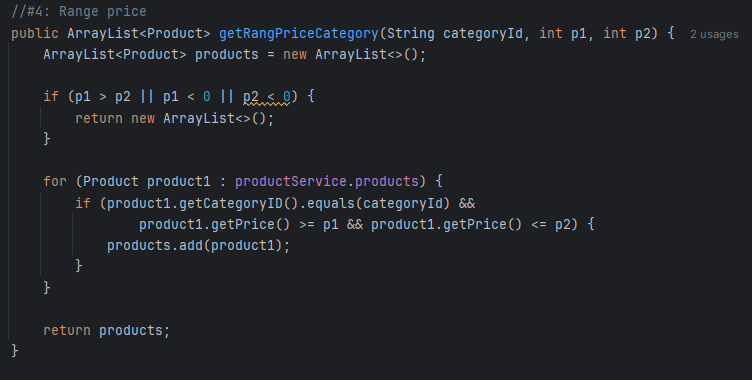 //#4: Range price
public ArrayList<Product> getRangPriceCategory(String categoryId, int p1, int p2) { 2 usages
    ArrayList<Product> products = new ArrayList<>();

    if (p1 > p2 || p1 < 0 || p2 < 0) {
        return new ArrayList<>();
    }

    for (Product product1 : productService.products) {
        if (product1.getCategoryID().equals(categoryId) &&
                product1.getPrice() >= p1 && product1.getPrice() <= p2) {
            products.add(product1);
        }
    }

    return products;
}